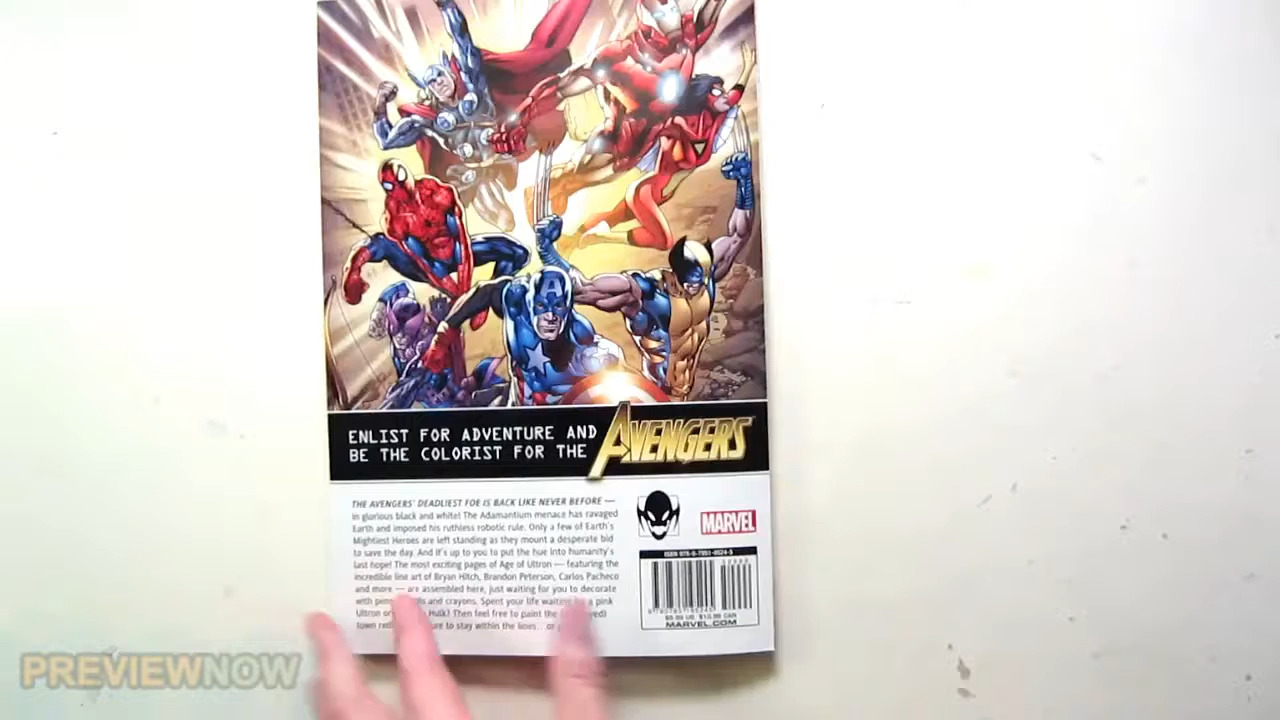 ENLIST FOR ADVENTURE AND
BE THE COLORIST FOR THE
AVENGERS
THE AVENGERS' DEADLIEST FOE IS BACK LIKE NEVER BEFORE —
in glorious black and white! The Adamantium menace has ravaged
Earth and imposed his ruthless robotic rule. Only a few of Earth's
Mightiest Heroes are left standing as they mount a desperate bid
to save the day. And it's up to you to put the hue into humanity's
last hope! The most exciting pages of Age of Ultron — featuring the
incredible line art of Bryan Hitch, Brandon Peterson, Carlos Pacheco
and more — are assembled here, just waiting for you to decorate
with and crayons. Spent your life a pink
Ultron Hulk? Then feel free to paint the
town to stay within the lines...
MARVEL
MARVEL.COM
PREVIEWNOW